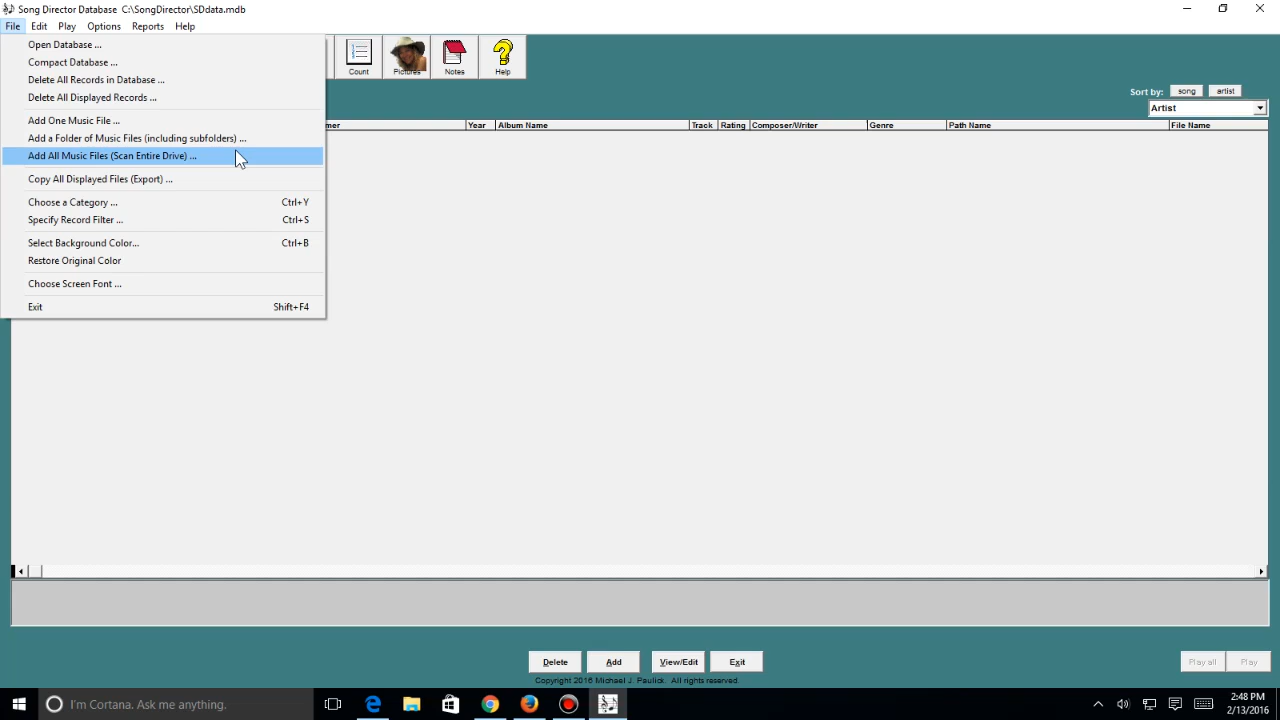 Song Director Database C:\SongDirector\SDdata.mdb
File Edit Play Options Reports Help
Open Database ...
Compact Database ...
Delete All Records in Database ...
Delete All Displayed Records ...
Add One Music File ...
Add a Folder of Music Files (including subfolders) ...
Add All Music Files (Scan Entire Drive) ...
Copy All Displayed Files (Export) ...
Choose a Category ... Ctrl+Y
Specify Record Filter ... Ctrl+S
Select Background Color... Ctrl+B
Restore Original Color
Choose Screen Font ...
Exit Shift+F4
Count Pictures Notes Help
Sort by: song artist
Artist
Year Album Name Track Rating Composer/Writer Genre Path Name File Name
Delete Add View/Edit Exit Play all Play
Copyright 2016 Michael J. Paulick. All rights reserved.
I'm Cortana. Ask me anything.
2:48 PM
2/13/2016